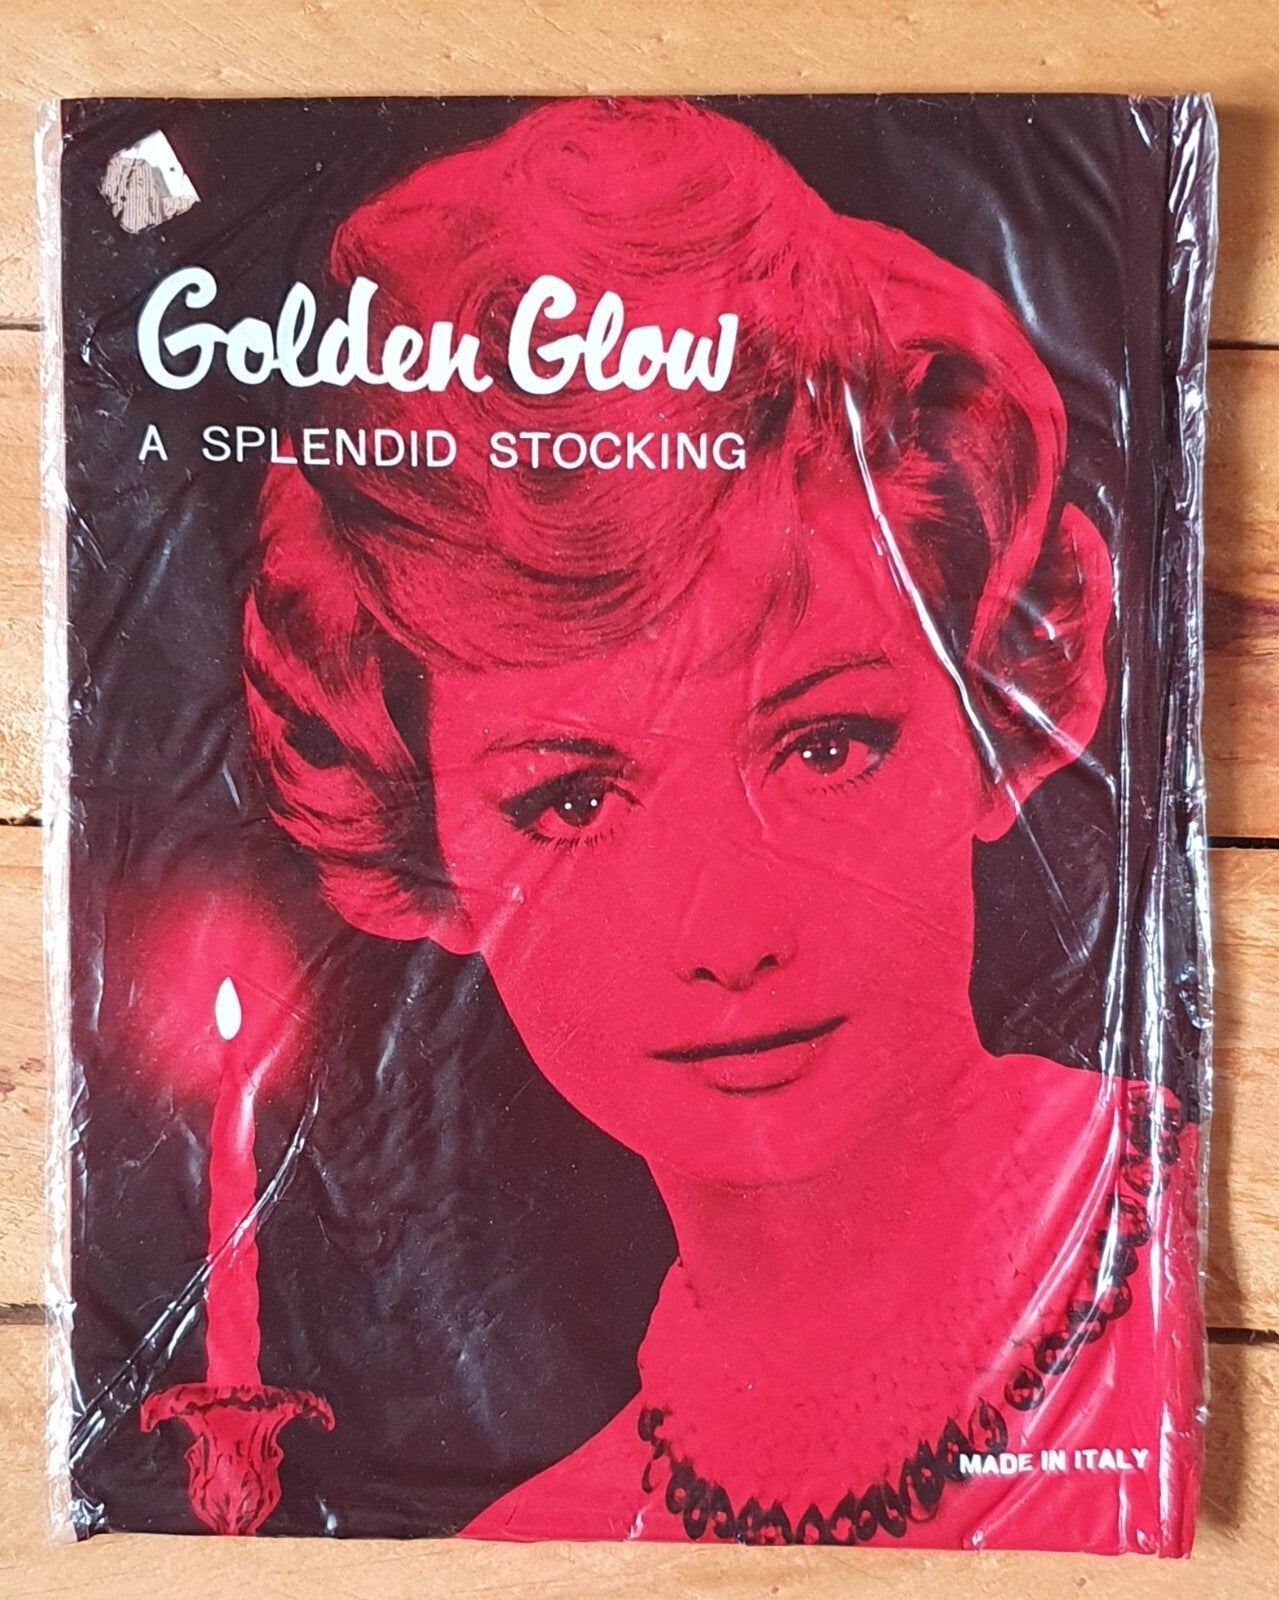 Golden Glow
A SPLENDID STOCKING
MADE IN ITALY